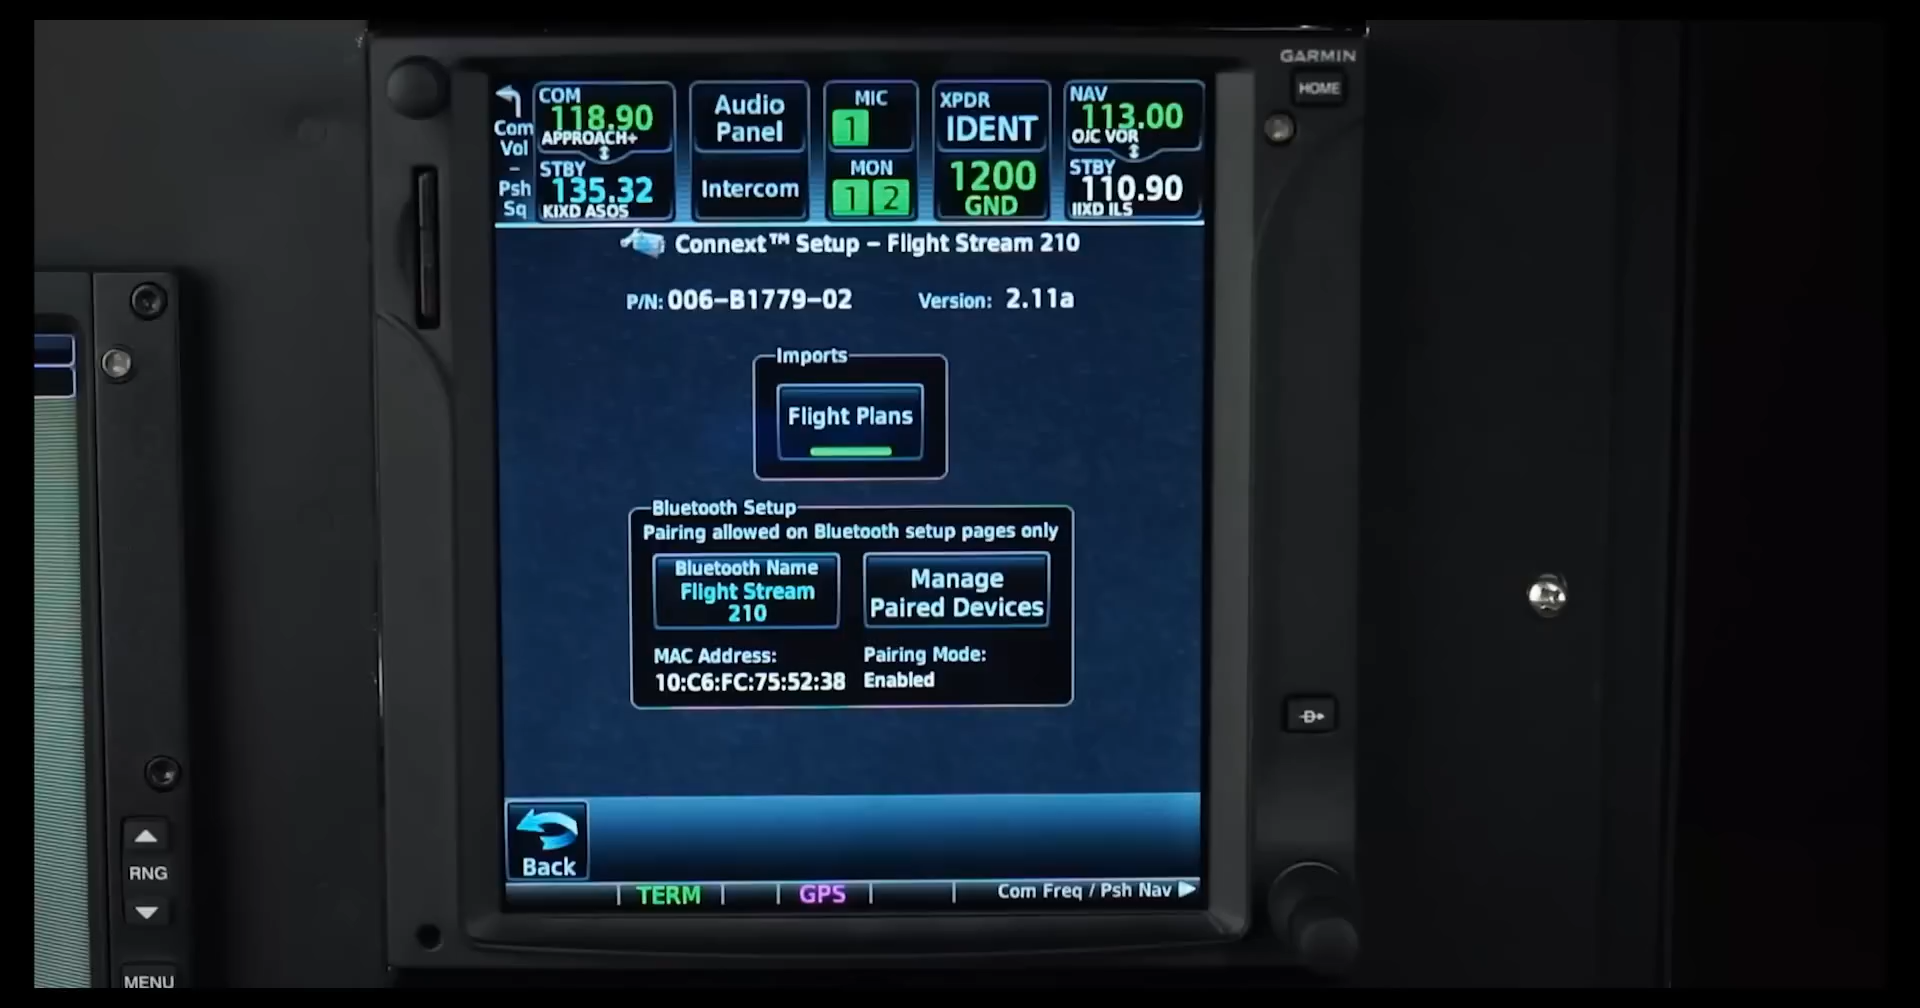 GARMIN
HOME
Com
Vol
-
Psh
Sq
COM
118.90
APPROACH+
STBY
135.32
KIXD ASOS
Audio
Panel
Intercom
MIC
1
MON
1 2
XPDR
IDENT
1200
GND
NAV
113.00
OJC VOR
STBY
110.90
IIXD ILS
Connext™ Setup – Flight Stream 210
P/N: 006-B1779-02 Version: 2.11a
Imports
Flight Plans
Bluetooth Setup
Pairing allowed on Bluetooth setup pages only
Bluetooth Name
Flight Stream
210
Manage
Paired Devices
MAC Address:
10:C6:FC:75:52:38
Pairing Mode:
Enabled
Back
TERM GPS Com Freq / Psh Nav
RNG
MENU